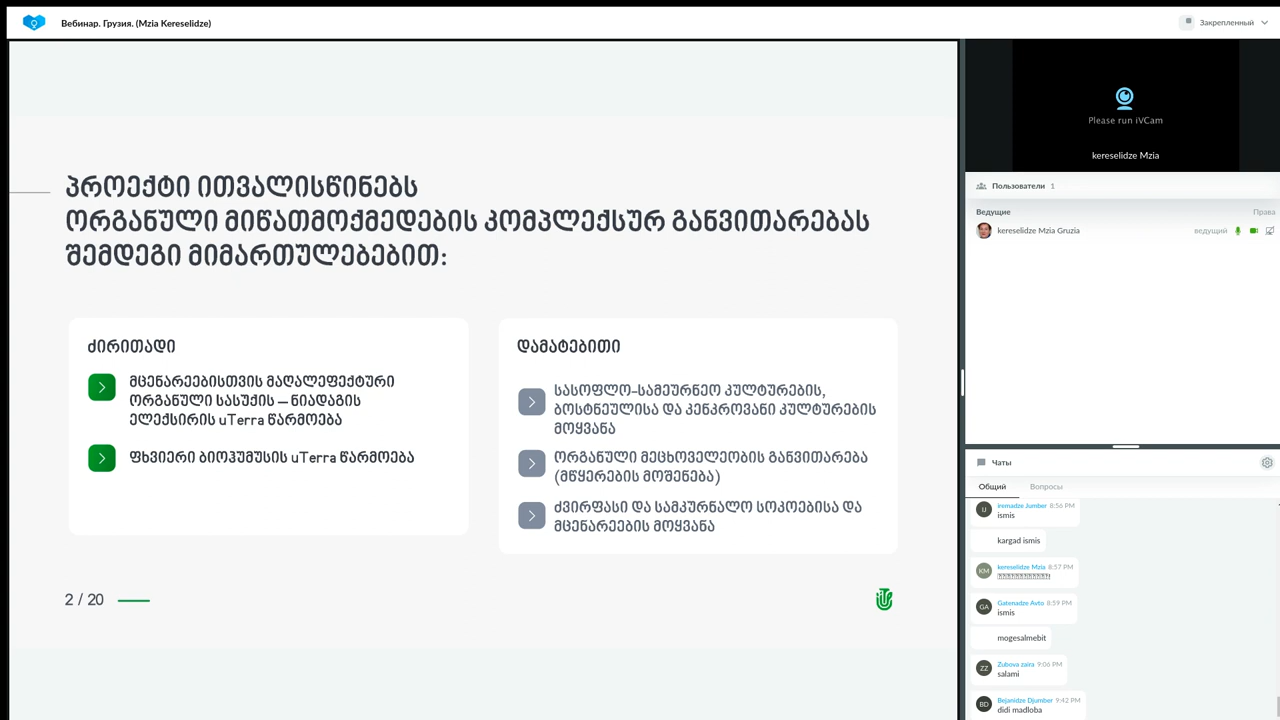 Вебинар. Грузия. (Mzia Kereselidze)
Закрепленный
პროექტი ითვალისწინებს
ორგანული მიწათმოქმედების კომპლექსურ განვითარებას
შემდეგი მიმართულებებით:
ძირითადი
მცენარეებისთვის მაღალეფექტური
ორგანული სასუქის – ნიადაგის
ელექსირის uTerra წარმოება
ფხვიერი ბიოჰუმუსის uTerra წარმოება
დამატებითი
სასოფლო-სამეურნეო კულტურების,
ბოსტნეულისა და კენკროვანი კულტურების
მოყვანა
ორგანული მეცხოველეობის განვითარება
(მწყერების მოშენება)
ძვირფასი და სამკურნალო სოკოებისა და
მცენარეების მოყვანა
2 / 20
Please run iVCam
kereselidze Mzia
Пользователи 1
Ведущие Права
kereselidze Mzia Gruzia ведущий
Чаты
Общий Вопросы
IJ iremadze Jumber 8:56 PM
ismis
kargad ismis
KM kereselidze Mzia 8:57 PM
GA Gatenadze Avto 8:59 PM
ismis
mogesalmebit
ZZ Zubova zaira 9:06 PM
salami
BD Bejanidze Djumber 9:42 PM
didi madloba